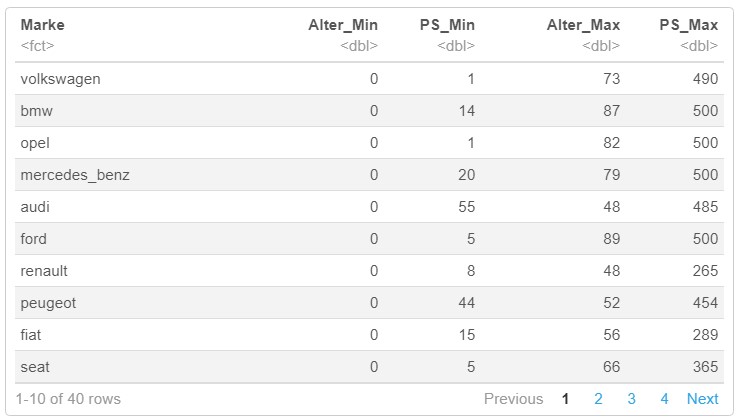 Marke Alter_Min PS_Min Alter_Max PS_Max
<fct> <dbl> <dbl> <dbl> <dbl>
volkswagen 0 1 73 490
bmw 0 14 87 500
opel 0 1 82 500
mercedes_benz 0 20 79 500
audi 0 55 48 485
ford 0 5 89 500
renault 0 8 48 265
peugeot 0 44 52 454
fiat 0 15 56 289
seat 0 5 66 365
1-10 of 40 rows Previous 1 2 3 4 Next